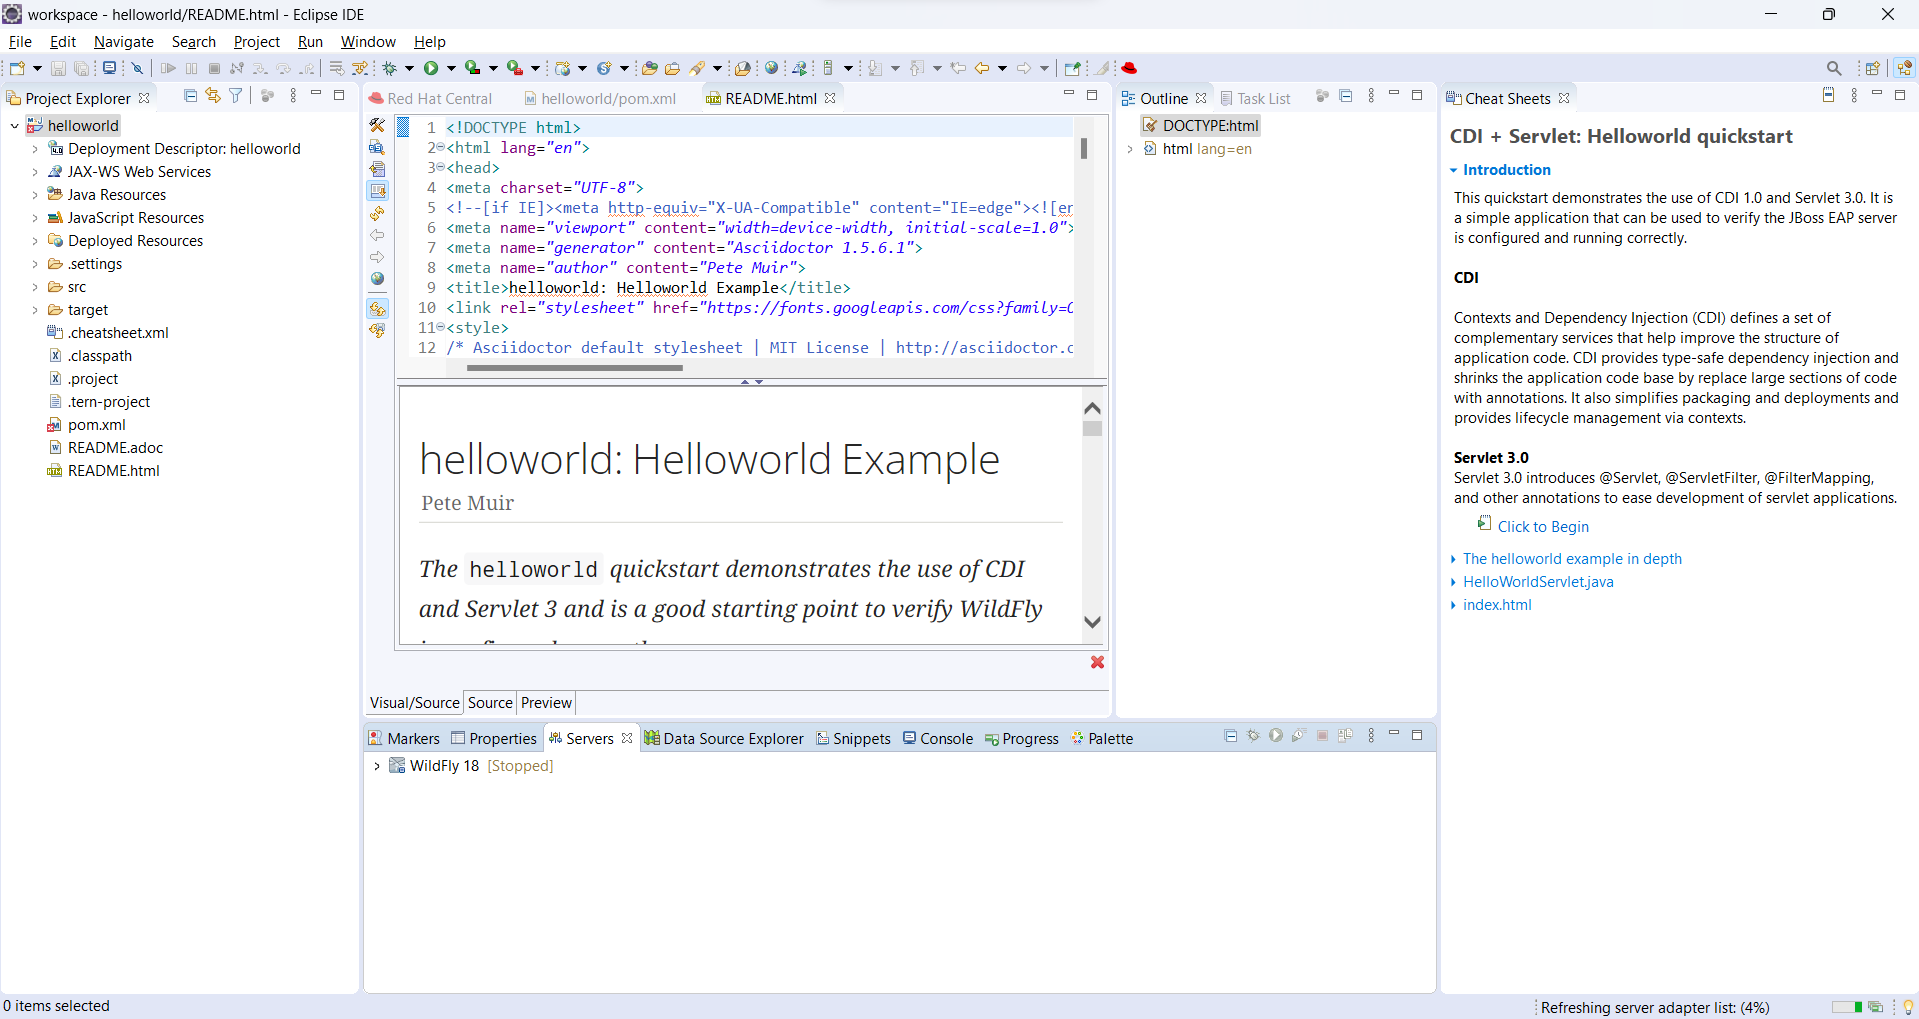 workspace - helloworld/README.html - Eclipse IDE
File Edit Navigate Search Project Run Window Help
Project Explorer
helloworld
Deployment Descriptor: helloworld
JAX-WS Web Services
Java Resources
JavaScript Resources
Deployed Resources
.settings
src
target
.cheatsheet.xml
.classpath
.project
.tern-project
pom.xml
README.adoc
README.html
Red Hat Central helloworld/pom.xml README.html
1 <!DOCTYPE html>
2 <html lang="en">
3 <head>
4 <meta charset="UTF-8">
5 <!--[if IE]><meta http-equiv="X-UA-Compatible" content="IE=edge"><![en
6 <meta name="viewport" content="width=device-width, initial-scale=1.0">
7 <meta name="generator" content="Asciidoctor 1.5.6.1">
8 <meta name="author" content="Pete Muir">
9 <title>helloworld: Helloworld Example</title>
10 <link rel="stylesheet" href="https://fonts.googleapis.com/css?family=O
11 <style>
12 /* Asciidoctor default stylesheet | MIT License | http://asciidoctor.c
helloworld: Helloworld Example
Pete Muir
The helloworld quickstart demonstrates the use of CDI
and Servlet 3 and is a good starting point to verify WildFly
Visual/Source Source Preview
Outline Task List
DOCTYPE:html
html lang=en
Cheat Sheets
CDI + Servlet: Helloworld quickstart
Introduction
This quickstart demonstrates the use of CDI 1.0 and Servlet 3.0. It is
a simple application that can be used to verify the JBoss EAP server
is configured and running correctly.
CDI
Contexts and Dependency Injection (CDI) defines a set of
complementary services that help improve the structure of
application code. CDI provides type-safe dependency injection and
shrinks the application code base by replace large sections of code
with annotations. It also simplifies packaging and deployments and
provides lifecycle management via contexts.
Servlet 3.0
Servlet 3.0 introduces @Servlet, @ServletFilter, @FilterMapping,
and other annotations to ease development of servlet applications.
Click to Begin
The helloworld example in depth
HelloWorldServlet.java
index.html
Markers Properties Servers Data Source Explorer Snippets Console Progress Palette
WildFly 18 [Stopped]
0 items selected
Refreshing server adapter list: (4%)